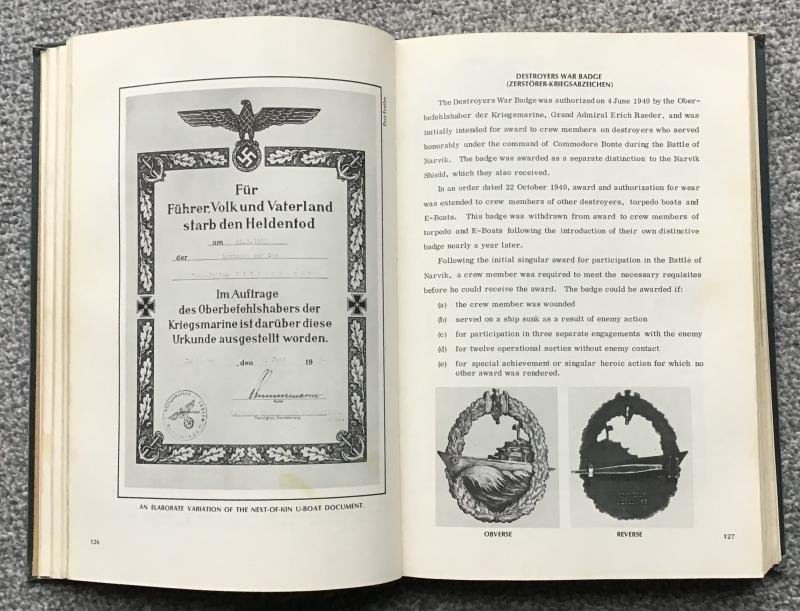 Für
Führer, Volk und Vaterland
starb den Heldentod
am
der
Im Auftrage
des Oberbefehlshabers der
Kriegsmarine ist darüber diese
Urkunde ausgestellt worden.
, den 19
AN ELABORATE VARIATION OF THE NEXT-OF-KIN U-BOAT DOCUMENT.
126
DESTROYERS WAR BADGE
(ZERSTÖRER-KRIEGSABZEICHEN)
The Destroyers War Badge was authorized on 4 June 1940 by the Ober-
befehlshaber der Kriegsmarine, Grand Admiral Erich Raeder, and was
initially intended for award to crew members on destroyers who served
honorably under the command of Commodore Bonte during the Battle of
Narvik. The badge was awarded as a separate distinction to the Narvik
Shield, which they also received.
In an order dated 22 October 1940, award and authorization for wear
was extended to crew members of other destroyers, torpedo boats and
E-Boats. This badge was withdrawn from award to crew members of
torpedo and E-Boats following the introduction of their own distinctive
badge nearly a year later.
Following the initial singular award for participation in the Battle of
Narvik, a crew member was required to meet the necessary requisites
before he could receive the award. The badge could be awarded if:
(a) the crew member was wounded
(b) served on a ship sunk as a result of enemy action
(c) for participation in three separate engagements with the enemy
(d) for twelve operational sorties without enemy contact
(e) for special achievement or singular heroic action for which no
other award was rendered.
OBVERSE
REVERSE
127